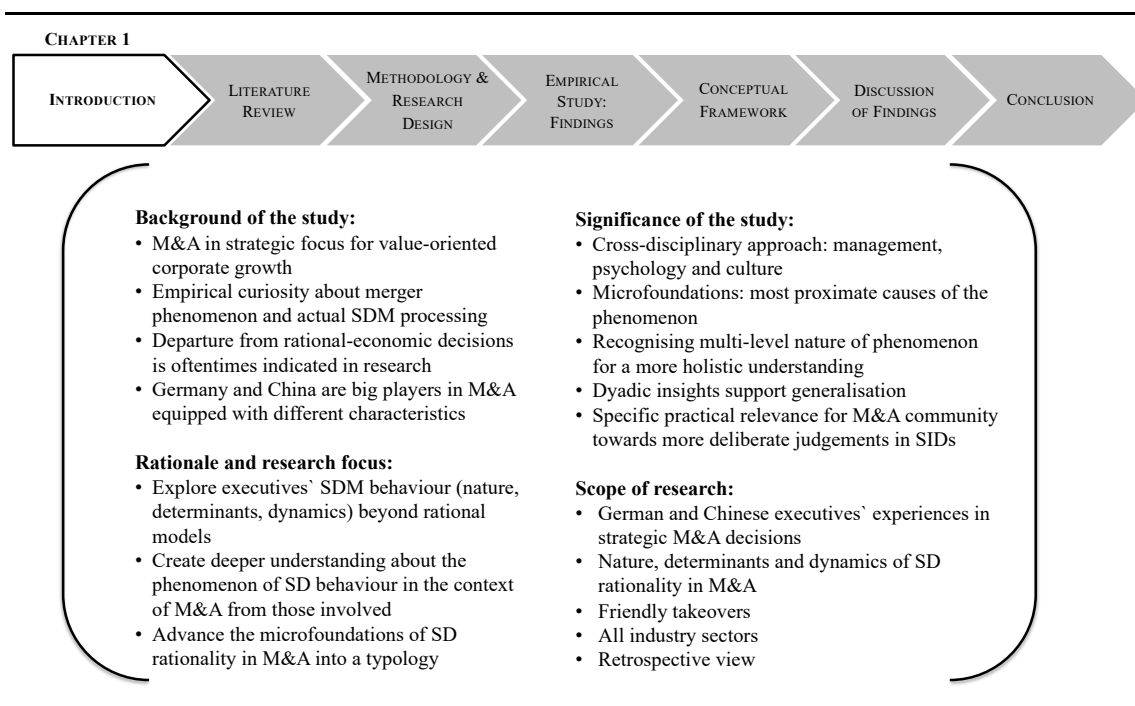 CHAPTER 1
INTRODUCTION
LITERATURE
REVIEW
METHODOLOGY &
RESEARCH
DESIGN
EMPIRICAL
STUDY:
FINDINGS
CONCEPTUAL
FRAMEWORK
DISCUSSION
OF FINDINGS
CONCLUSION
Background of the study:
• M&A in strategic focus for value-oriented
corporate growth
• Empirical curiosity about merger
phenomenon and actual SDM processing
• Departure from rational-economic decisions
is oftentimes indicated in research
• Germany and China are big players in M&A
equipped with different characteristics
Rationale and research focus:
• Explore executives` SDM behaviour (nature,
determinants, dynamics) beyond rational
models
• Create deeper understanding about the
phenomenon of SD behaviour in the context
of M&A from those involved
• Advance the microfoundations of SD
rationality in M&A into a typology
Significance of the study:
• Cross-disciplinary approach: management,
psychology and culture
• Microfoundations: most proximate causes of the
phenomenon
• Recognising multi-level nature of phenomenon
for a more holistic understanding
• Dyadic insights support generalisation
• Specific practical relevance for M&A community
towards more deliberate judgements in SIDs
Scope of research:
• German and Chinese executives` experiences in
strategic M&A decisions
• Nature, determinants and dynamics of SD
rationality in M&A
• Friendly takeovers
• All industry sectors
• Retrospective view